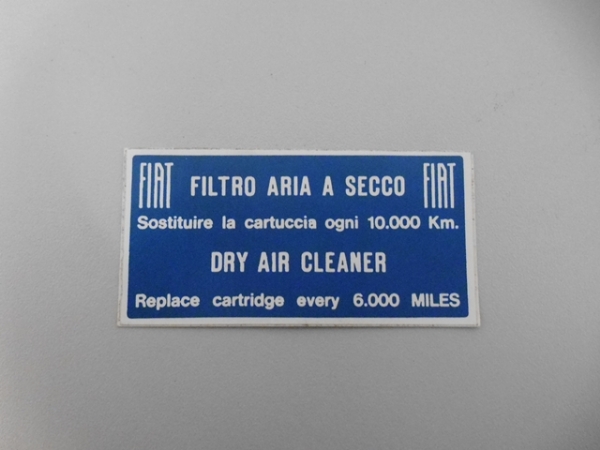 FIAT FILTRO ARIA A SECCO FIAT
Sostituire la cartuccia ogni 10.000 Km.
DRY AIR CLEANER
Replace cartridge every 6.000 MILES